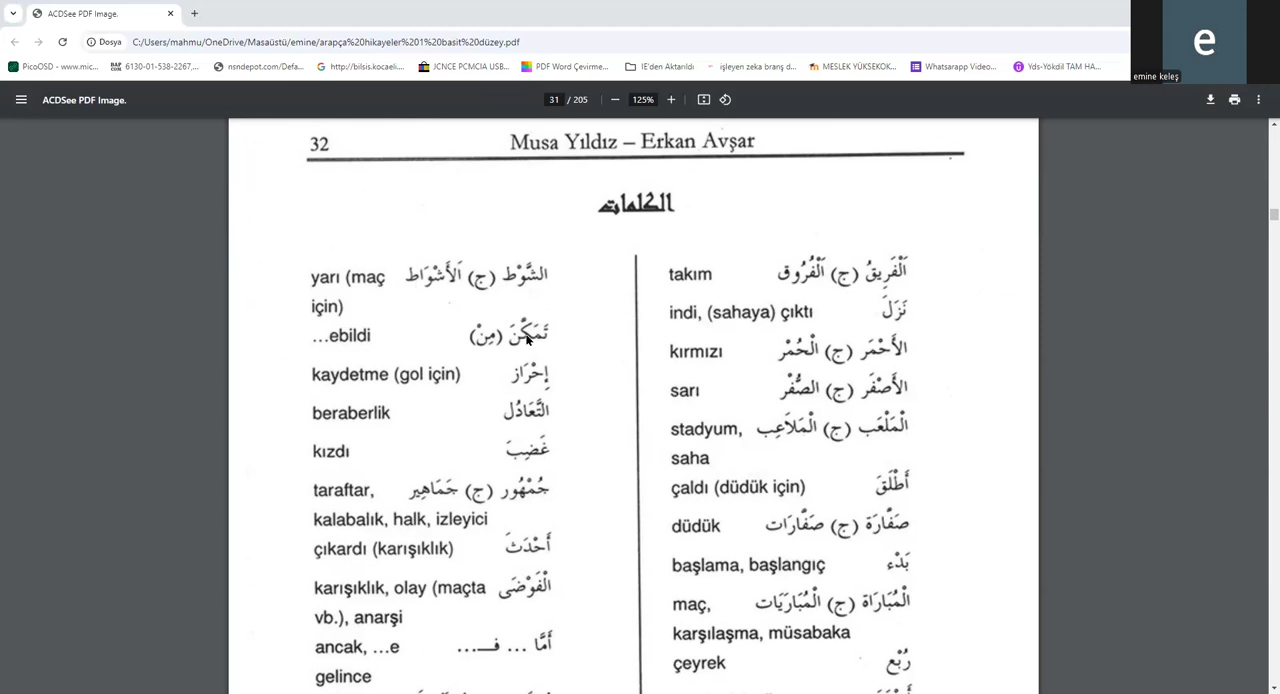 ACDSee PDF Image.
Dosya
C:/Users/mahmu/OneDrive/Masaüstü/emine/arapça%20hikayeler%201%20basit%20düzey.pdf
PicoOSD - www.mic...
6130-01-538-2267,...
nsndepot.com/Defa...
http://bilsis.kocaeli...
JCNCE PCMCIA USB...
PDF Word Çevirme...
IE'den Aktarıldı
işleyen zeka branş d...
MESLEK YÜKSEKOK...
Whatsarapp Video...
Yds-Yökdil TAM HA...
e
emine keleş
ACDSee PDF Image.
31 / 205
125%
32
Musa Yıldız – Erkan Avşar
الكلمات
takım اَلْفَرِيقُ (ج) اَلْفُرُوق
indi, (sahaya) çıktı نَزَلَ
kırmızı الأَحْمَر (ج) الْحُمْر
sarı الأَصْفَر (ج) الصُّفْر
stadyum, الْمَلْعَب (ج) الْمَلاَعِب
saha
çaldı (düdük için) أَطْلَقَ
düdük صَفَّارَة (ج) صَفَّارَات
başlama, başlangıç بَدْء
maç, الْمُبَارَاة (ج) الْمُبَارَيَات
karşılaşma, müsabaka
çeyrek رُبْع
yarı (maç الشَّوْط (ج) اَلأَشْوَاط
için)
…ebildi تَمَكَّنَ (مِنْ)
kaydetme (gol için) إِحْرَاز
beraberlik التَّعَادُل
kızdı غَضِبَ
taraftar, جُمْهُور (ج) جَمَاهِير
kalabalık, halk, izleyici
çıkardı (karışıklık) أَحْدَثَ
karışıklık, olay (maçta الْفَوْضَى
vb.), anarşi
ancak, …e أَمَّا ... فـــ...
gelince